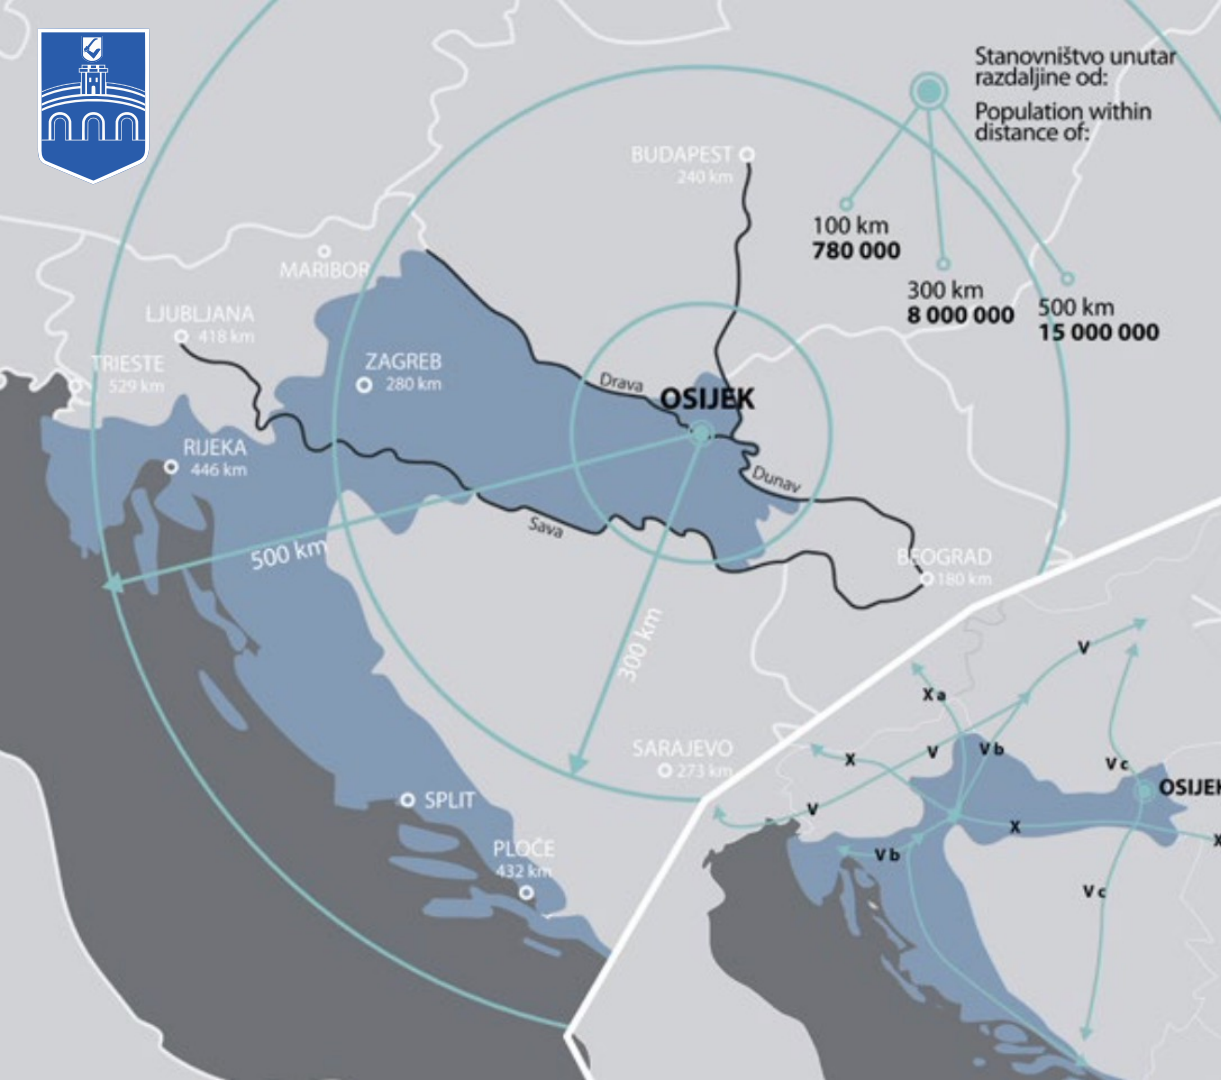 Stanovništvo unutar
razdaljine od:
Population within
distance of:
100 km
780 000
300 km
8 000 000
500 km
15 000 000
BUDAPEST
240 km
MARIBOR
LJUBLJANA
418 km
TRIESTE
529 km
ZAGREB
280 km
Drava
OSIJEK
RIJEKA
446 km
Dunav
Sava
500 km
BEOGRAD
180 km
300 km
SARAJEVO
273 km
SPLIT
PLOČE
432 km
V
X a
V
V b
X
V c
OSIJEK
V
X
X
V b
V c